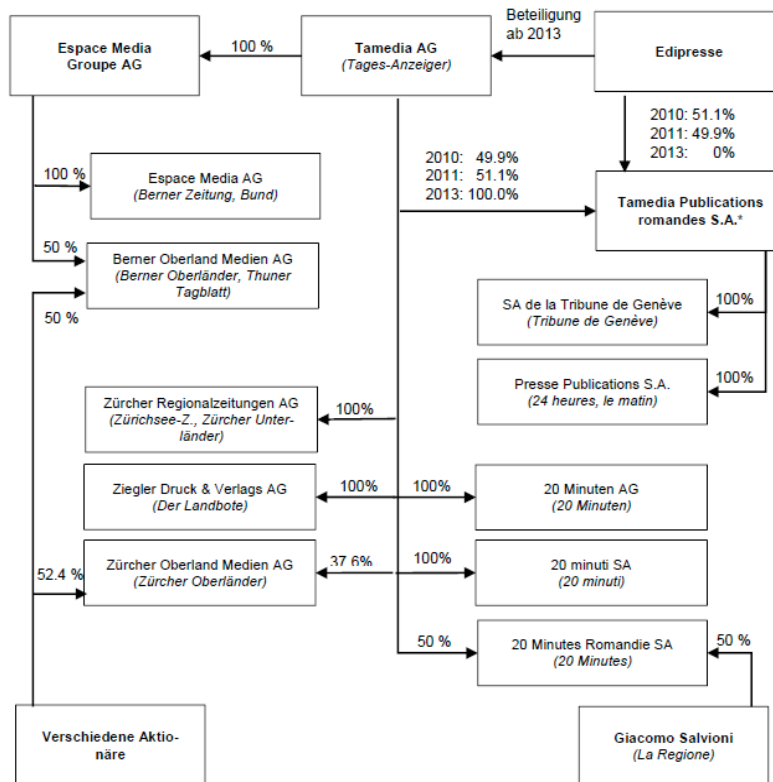 Espace Media
Groupe AG
100 %
Tamedia AG
(Tages-Anzeiger)
Beteiligung
ab 2013
Edipresse
2010: 51.1%
2011: 49.9%
2013: 0%
100 %
Espace Media AG
(Berner Zeitung, Bund)
2010: 49.9%
2011: 51.1%
2013: 100.0%
Tamedia Publications
romandes S.A.*
50 %
Berner Oberland Medien AG
(Berner Oberländer, Thuner
Tagblatt)
50 %
SA de la Tribune de Genève
(Tribune de Genève)
100%
Presse Publications S.A.
(24 heures, le matin)
100%
Zürcher Regionalzeitungen AG
(Zürichsee-Z., Zürcher Unter-
länder)
100%
Ziegler Druck & Verlags AG
(Der Landbote)
100%
100%
20 Minuten AG
(20 Minuten)
52.4 %
Zürcher Oberland Medien AG
(Zürcher Oberländer)
37.6%
100%
20 minuti SA
(20 minuti)
50 %
20 Minutes Romandie SA
(20 Minutes)
50 %
Verschiedene Aktio-
näre
Giacomo Salvioni
(La Regione)